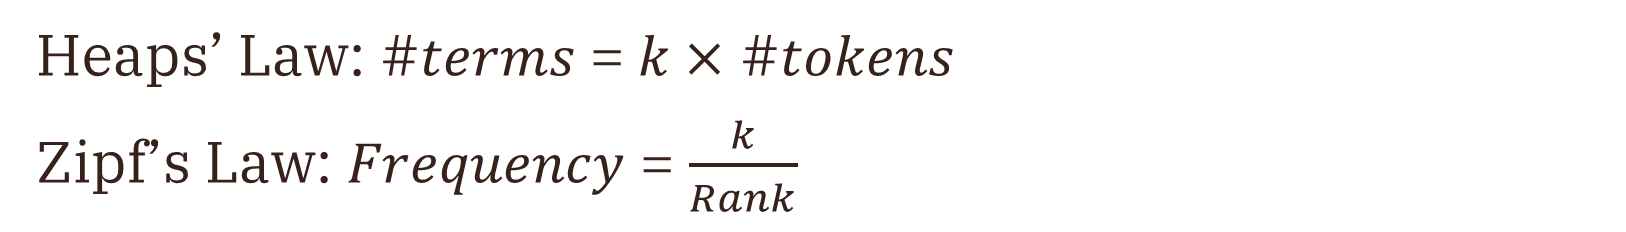 Heaps’ Law: #terms = k × #tokens
Zipf’s Law: Frequency = k / Rank